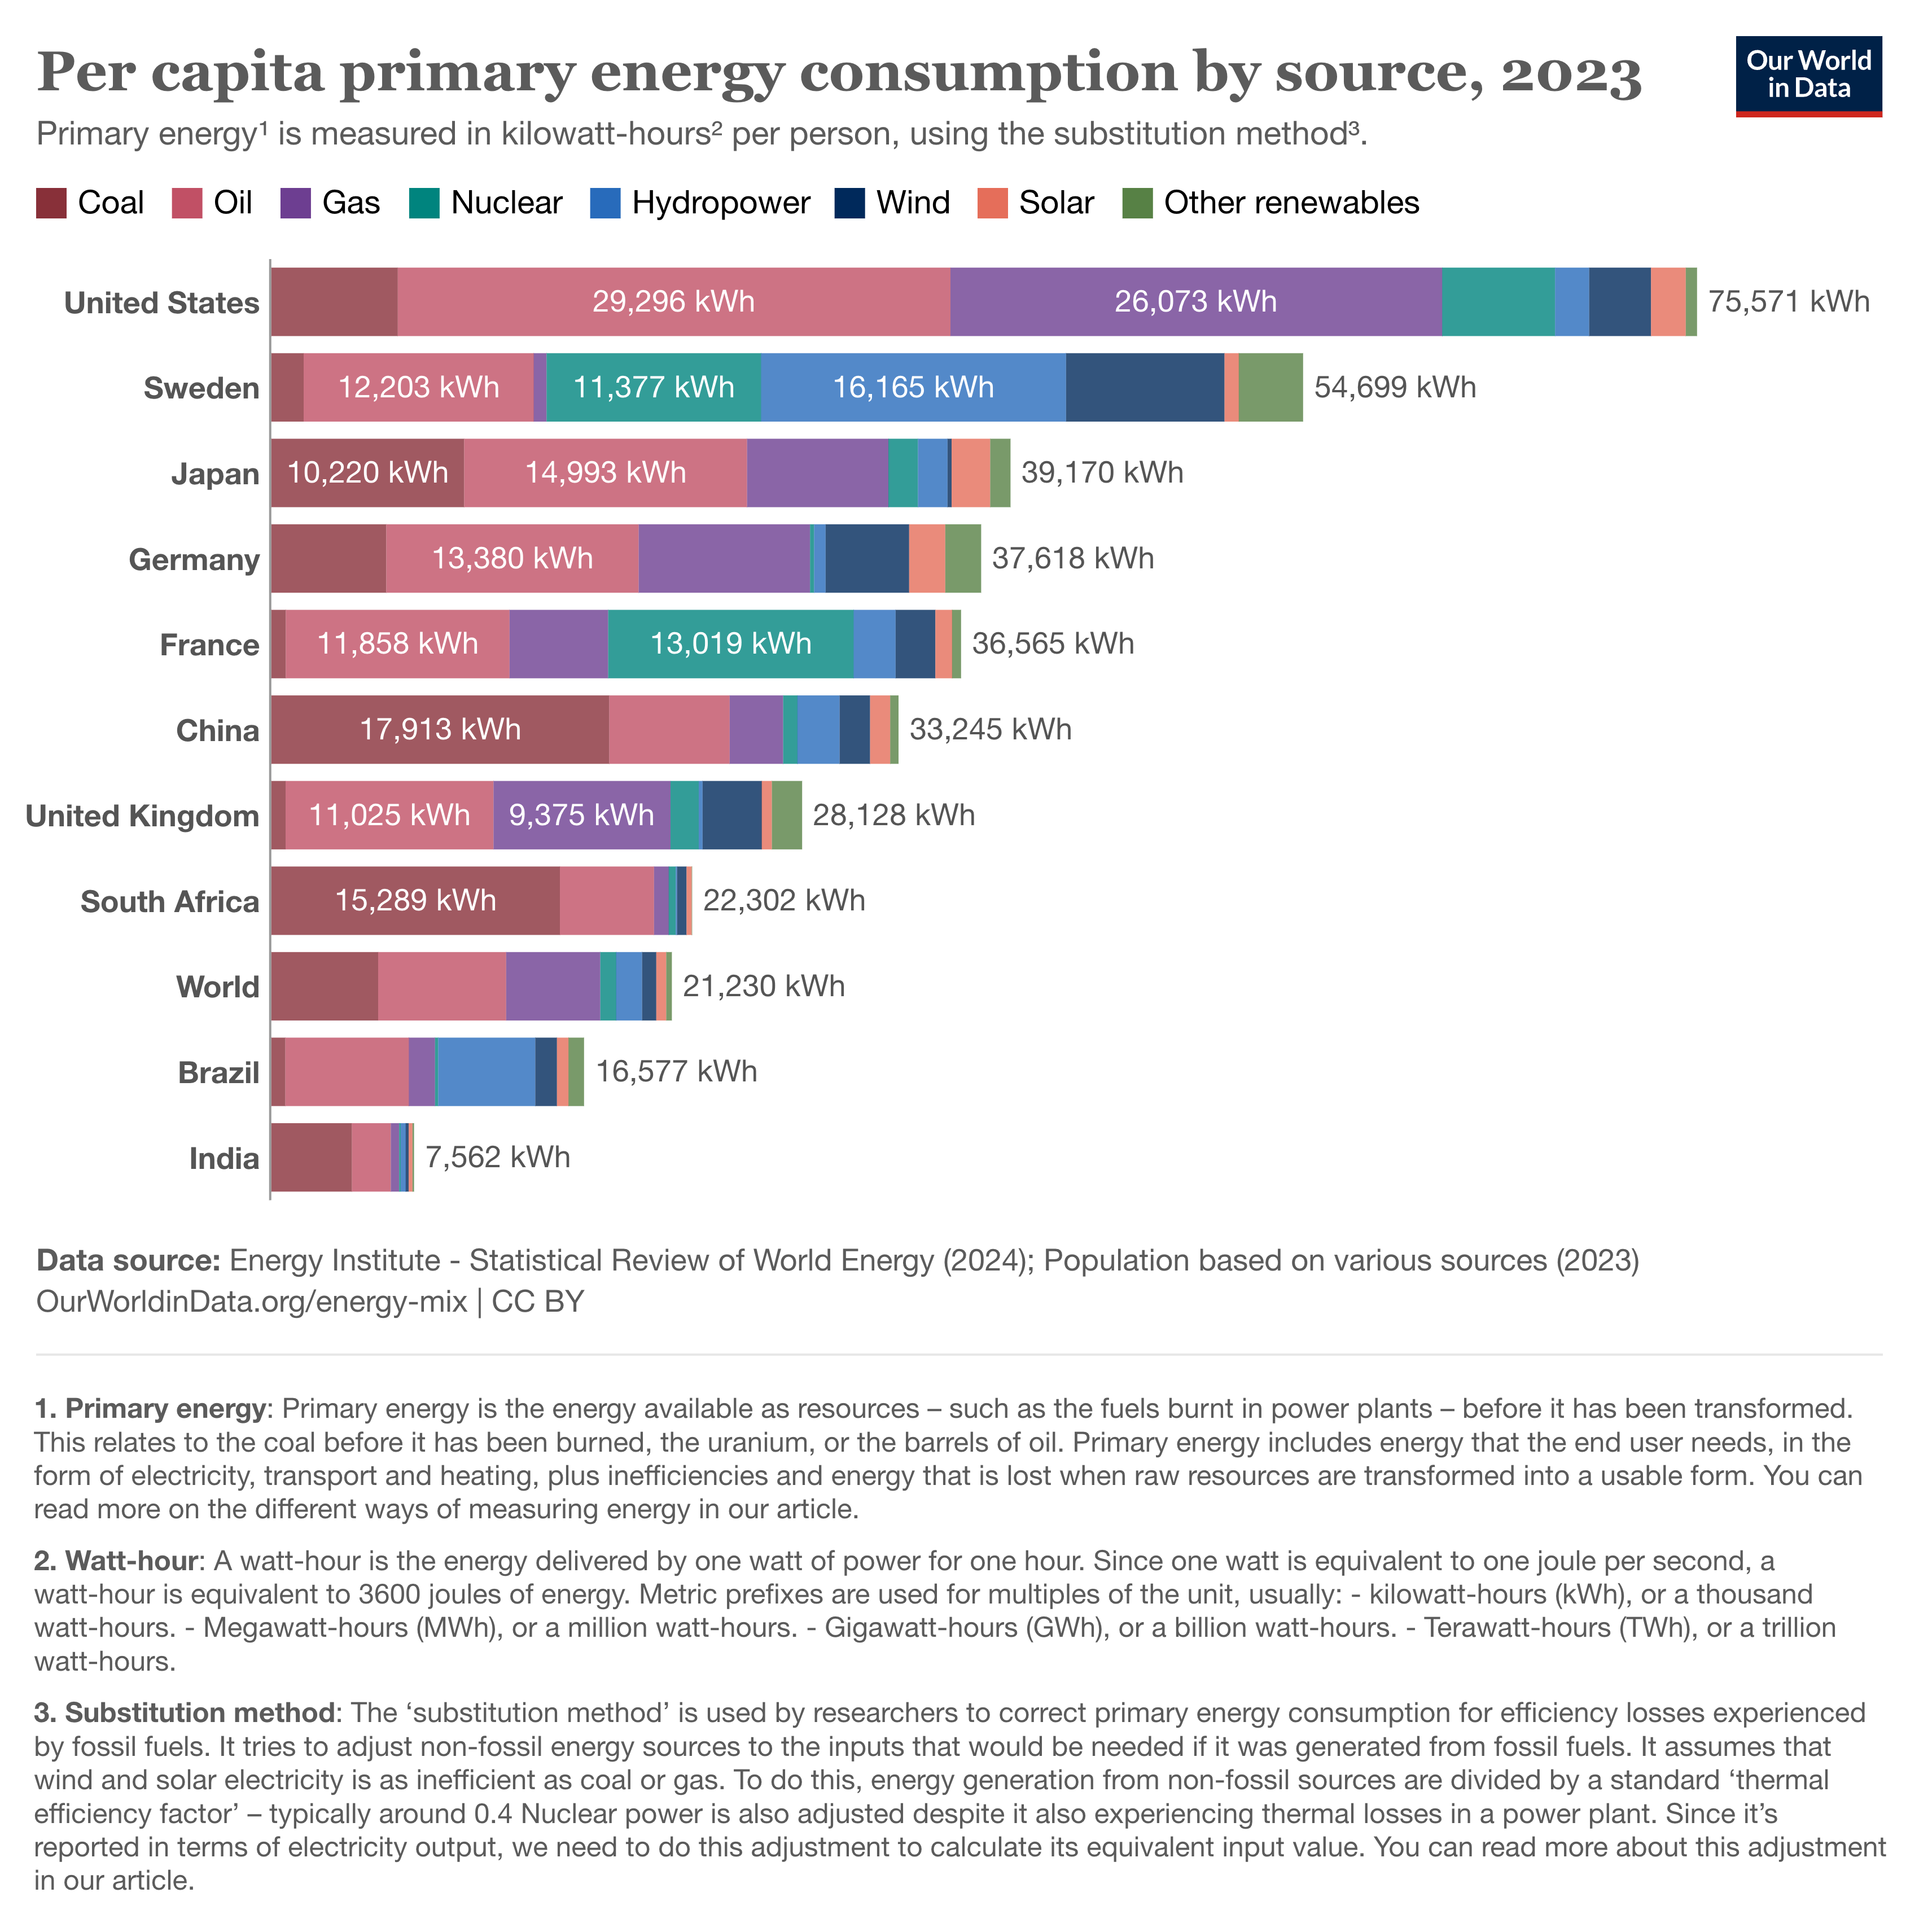 Per capita primary energy consumption by source, 2023
Our World
in Data
Primary energy¹ is measured in kilowatt-hours² per person, using the substitution method³.
Coal Oil Gas Nuclear Hydropower Wind Solar Other renewables
United States 29,296 kWh 26,073 kWh 75,571 kWh
Sweden 12,203 kWh 11,377 kWh 16,165 kWh 54,699 kWh
Japan 10,220 kWh 14,993 kWh 39,170 kWh
Germany 13,380 kWh 37,618 kWh
France 11,858 kWh 13,019 kWh 36,565 kWh
China 17,913 kWh 33,245 kWh
United Kingdom 11,025 kWh 9,375 kWh 28,128 kWh
South Africa 15,289 kWh 22,302 kWh
World 21,230 kWh
Brazil 16,577 kWh
India 7,562 kWh
Data source: Energy Institute - Statistical Review of World Energy (2024); Population based on various sources (2023)
OurWorldinData.org/energy-mix | CC BY
1. Primary energy: Primary energy is the energy available as resources – such as the fuels burnt in power plants – before it has been transformed.
This relates to the coal before it has been burned, the uranium, or the barrels of oil. Primary energy includes energy that the end user needs, in the
form of electricity, transport and heating, plus inefficiencies and energy that is lost when raw resources are transformed into a usable form. You can
read more on the different ways of measuring energy in our article.
2. Watt-hour: A watt-hour is the energy delivered by one watt of power for one hour. Since one watt is equivalent to one joule per second, a
watt-hour is equivalent to 3600 joules of energy. Metric prefixes are used for multiples of the unit, usually: - kilowatt-hours (kWh), or a thousand
watt-hours. - Megawatt-hours (MWh), or a million watt-hours. - Gigawatt-hours (GWh), or a billion watt-hours. - Terawatt-hours (TWh), or a trillion
watt-hours.
3. Substitution method: The ‘substitution method’ is used by researchers to correct primary energy consumption for efficiency losses experienced
by fossil fuels. It tries to adjust non-fossil energy sources to the inputs that would be needed if it was generated from fossil fuels. It assumes that
wind and solar electricity is as inefficient as coal or gas. To do this, energy generation from non-fossil sources are divided by a standard ‘thermal
efficiency factor’ – typically around 0.4 Nuclear power is also adjusted despite it also experiencing thermal losses in a power plant. Since it’s
reported in terms of electricity output, we need to do this adjustment to calculate its equivalent input value. You can read more about this adjustment
in our article.